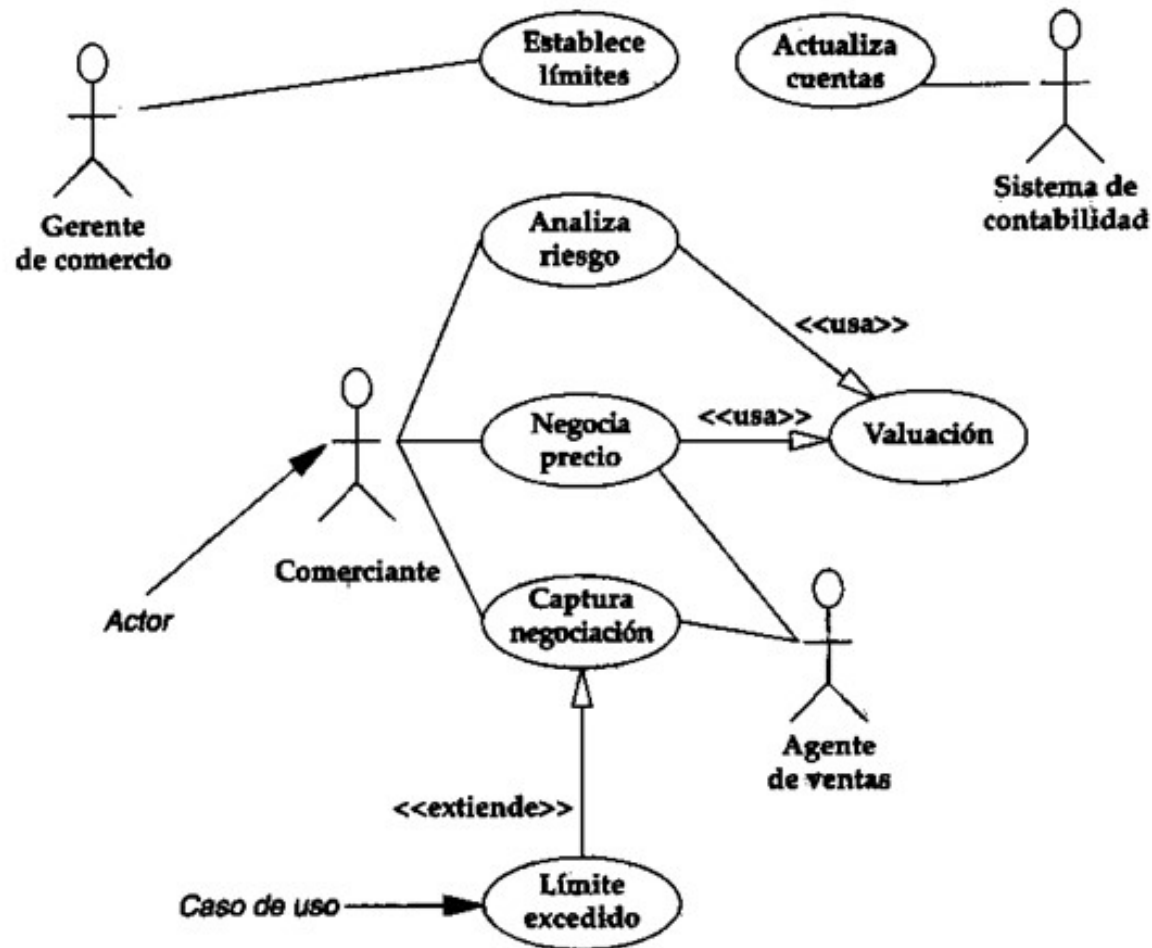 Establece
límites
Actualiza
cuentas
Gerente
de comercio
Sistema de
contabilidad
Analiza
riesgo
<<usa>>
Negocia
precio
<<usa>>
Valuación
Comerciante
Actor
Captura
negociación
Agente
de ventas
<<extiende>>
Caso de uso
Límite
excedido